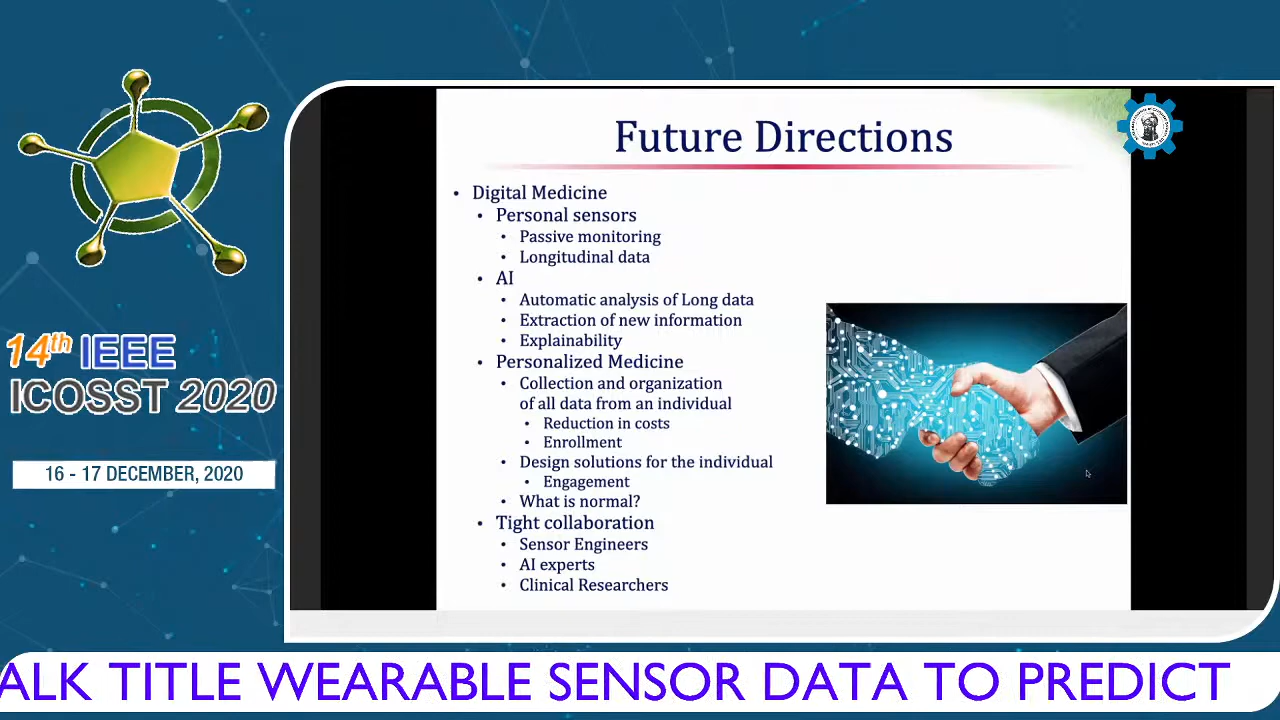 Future Directions
• Digital Medicine
• Personal sensors
• Passive monitoring
• Longitudinal data
• AI
• Automatic analysis of Long data
• Extraction of new information
• Explainability
• Personalized Medicine
• Collection and organization
of all data from an individual
• Reduction in costs
• Enrollment
• Design solutions for the individual
• Engagement
• What is normal?
• Tight collaboration
• Sensor Engineers
• AI experts
• Clinical Researchers
14th IEEE
ICOSST 2020
16 - 17 DECEMBER, 2020
ALK TITLE WEARABLE SENSOR DATA TO PREDICT